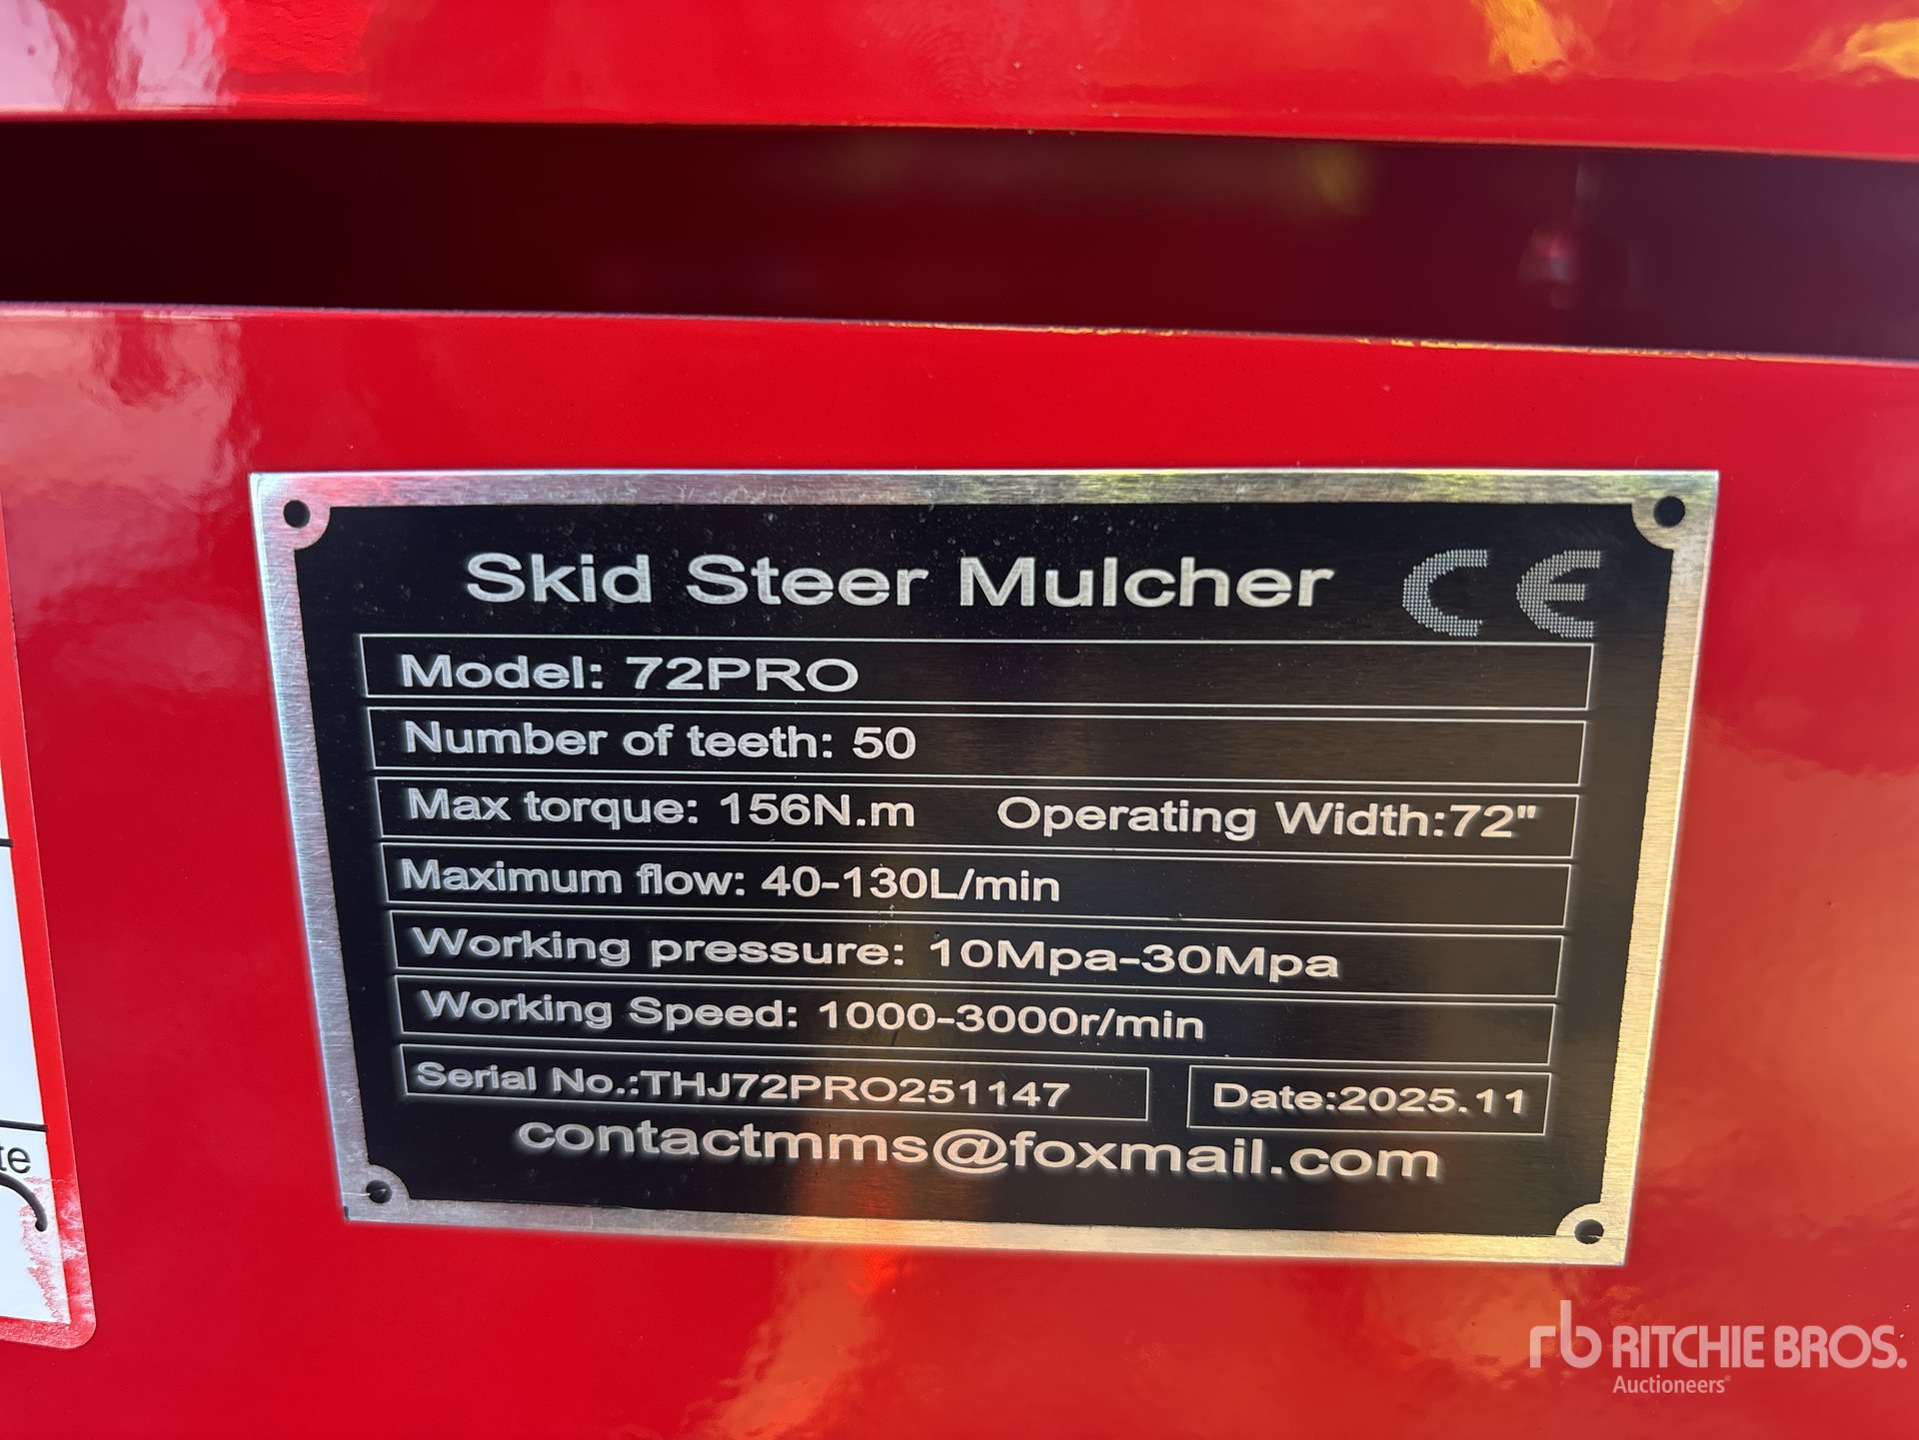 Skid Steer Mulcher CE
Model: 72PRO
Number of teeth: 50
Max torque: 156N.m Operating Width:72"
Maximum flow: 40-130L/min
Working pressure: 10Mpa-30Mpa
Working Speed: 1000-3000r/min
Serial No.:THJ72PRO251147 Date:2025.11
contactmms@foxmail.com
te
rb RITCHIE BROS.
Auctioneers